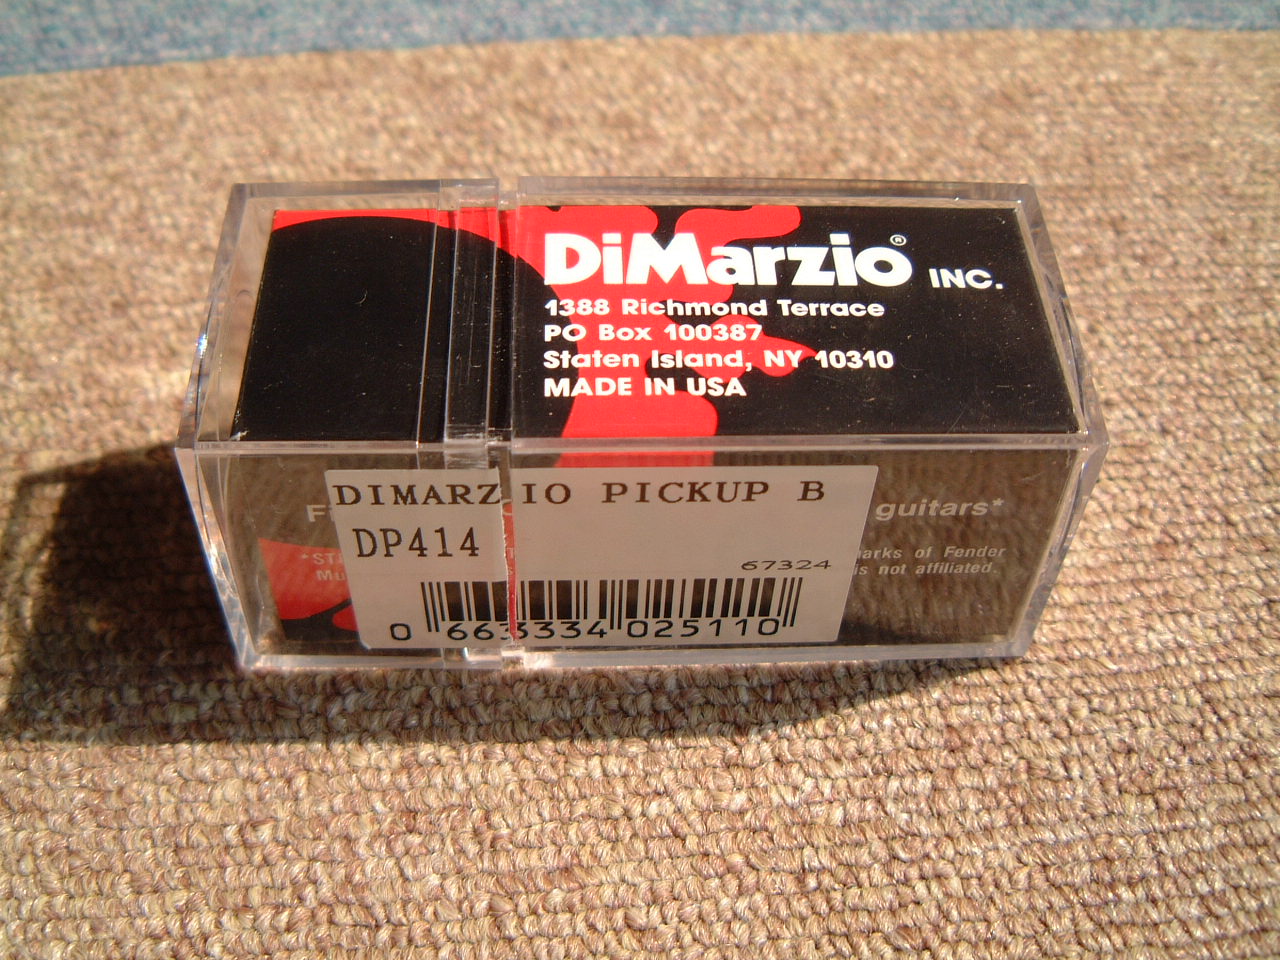 DiMarzio® INC.
1388 Richmond Terrace
PO Box 100387
Staten Island, NY 10310
MADE IN USA
DIMARZIO PICKUP B
guitars*
DP414
arks of Fender
67324
is not affiliated.
0 663334 025110